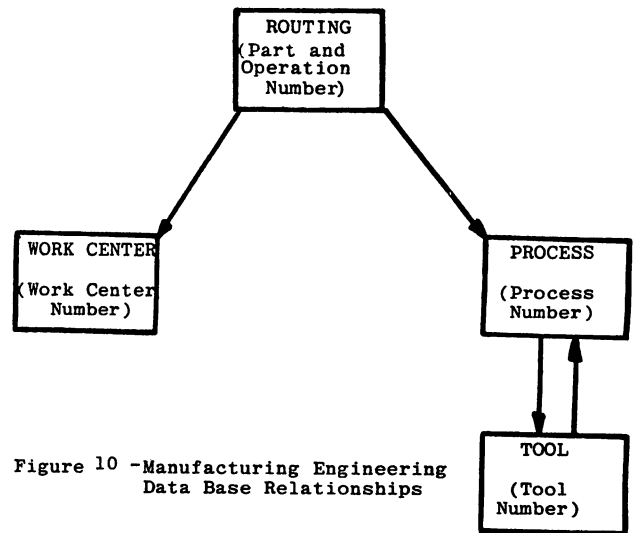 ROUTING
(Part and
Operation
Number)
WORK CENTER
(Work Center
Number)
PROCESS
(Process
Number)
TOOL
(Tool
Number)
Figure 10 -Manufacturing Engineering
Data Base Relationships